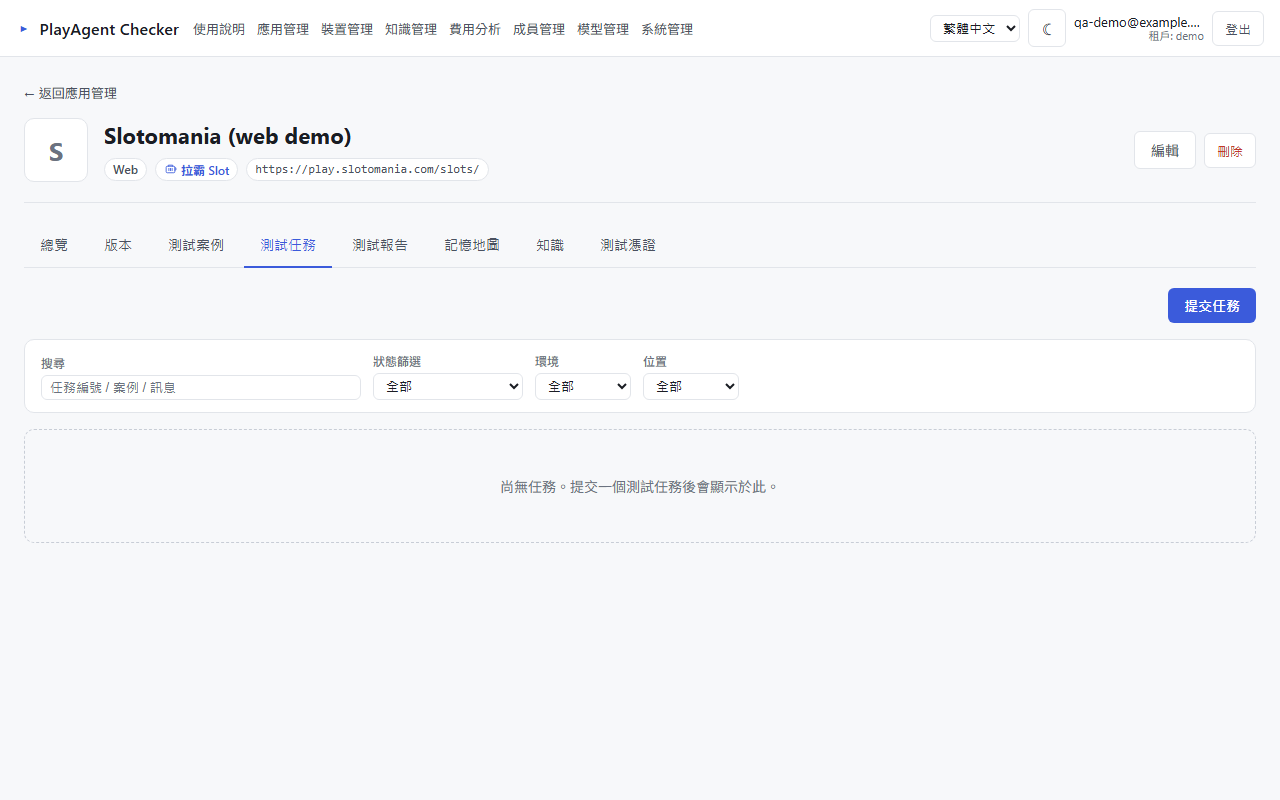 PlayAgent Checker 使用說明 應用管理 裝置管理 知識管理 費用分析 成員管理 模型管理 系統管理 繁體中文 qa-demo@example.... 登出
租戶: demo
← 返回應用管理
S
Slotomania (web demo)
Web 拉霸 Slot https://play.slotomania.com/slots/
編輯 刪除
總覽 版本 測試案例 測試任務 測試報告 記憶地圖 知識 測試憑證
提交任務
搜尋 狀態篩選 環境 位置
任務編號 / 案例 / 訊息 全部 全部 全部
尚無任務。提交一個測試任務後會顯示於此。